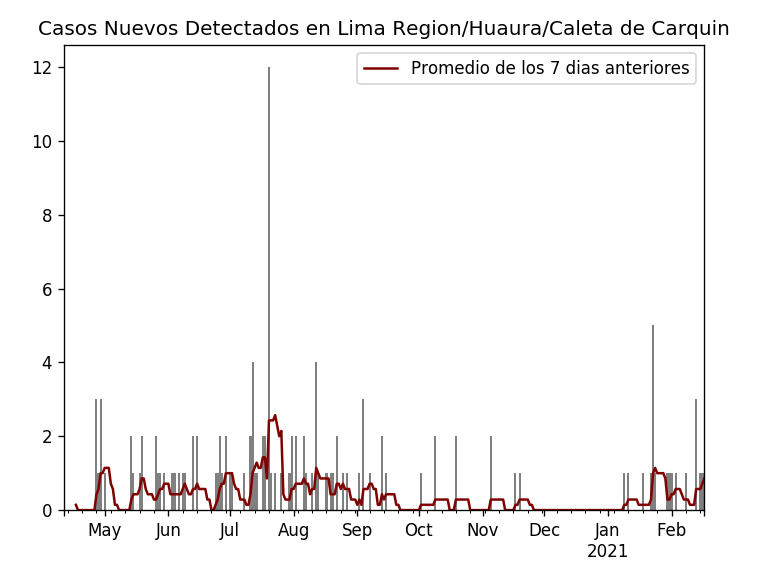 Casos Nuevos Detectados en Lima Region/Huaura/Caleta de Carquin
Promedio de los 7 dias anteriores
12
10
8
6
4
2
0
May Jun Jul Aug Sep Oct Nov Dec Jan Feb
2021